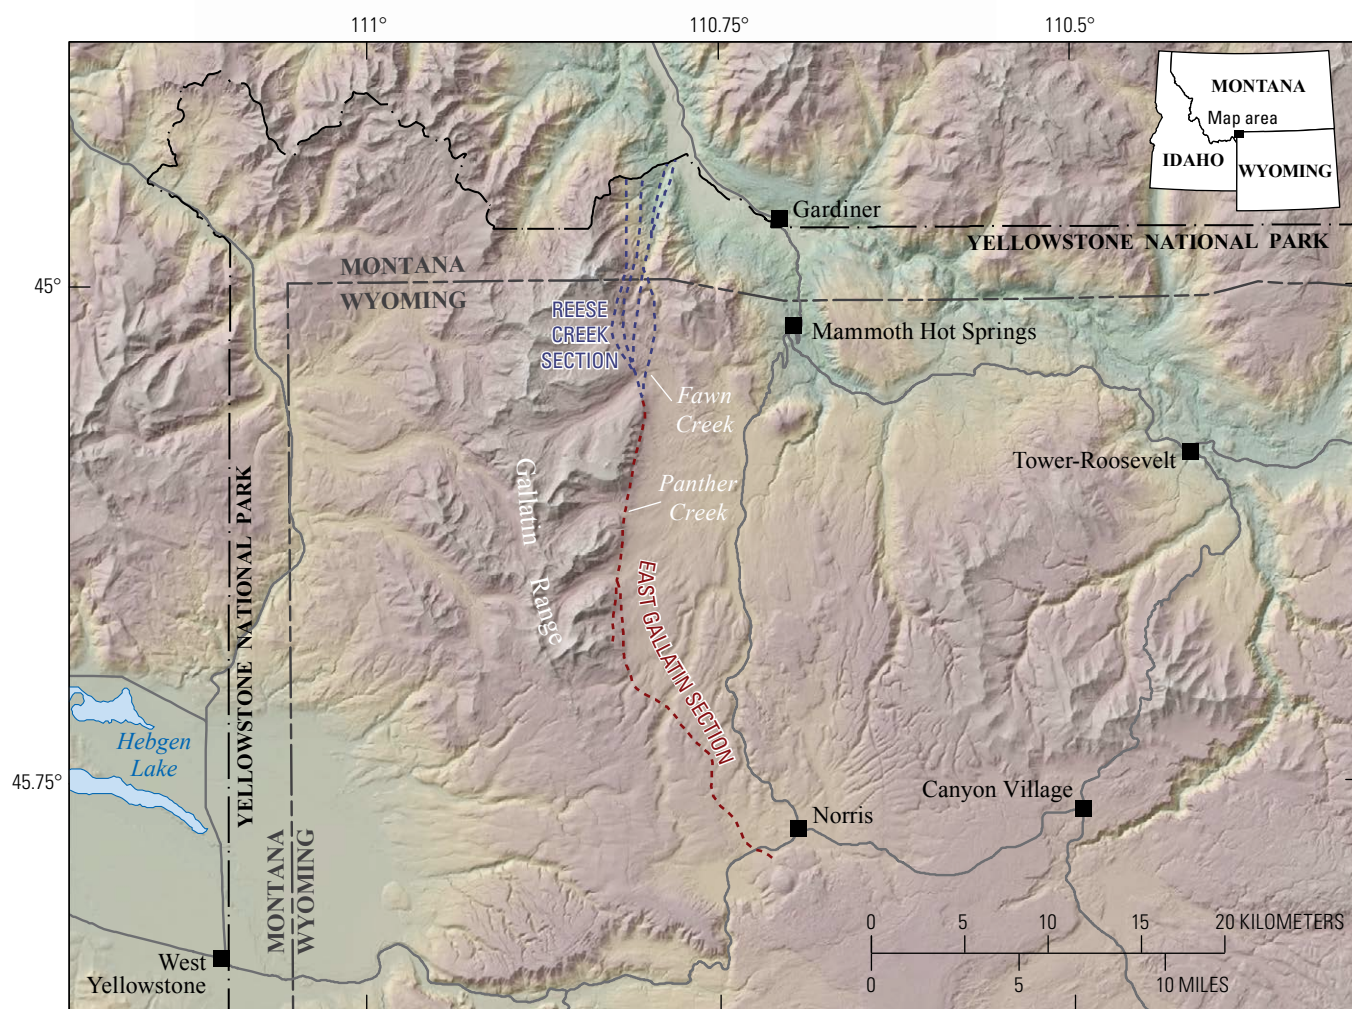 111°
110.75°
110.5°
MONTANA
Map area
IDAHO
WYOMING
Gardiner
YELLOWSTONE NATIONAL PARK
45°
MONTANA
WYOMING
REESE
CREEK
SECTION
Mammoth Hot Springs
Fawn
Creek
Tower-Roosevelt
Gallatin
Range
Panther
Creek
YELLOWSTONE NATIONAL PARK
EAST GALLATIN SECTION
Hebgen
Lake
45.75°
Canyon Village
Norris
MONTANA
WYOMING
West
Yellowstone
0 5 10 15 20 KILOMETERS
0 5 10 MILES